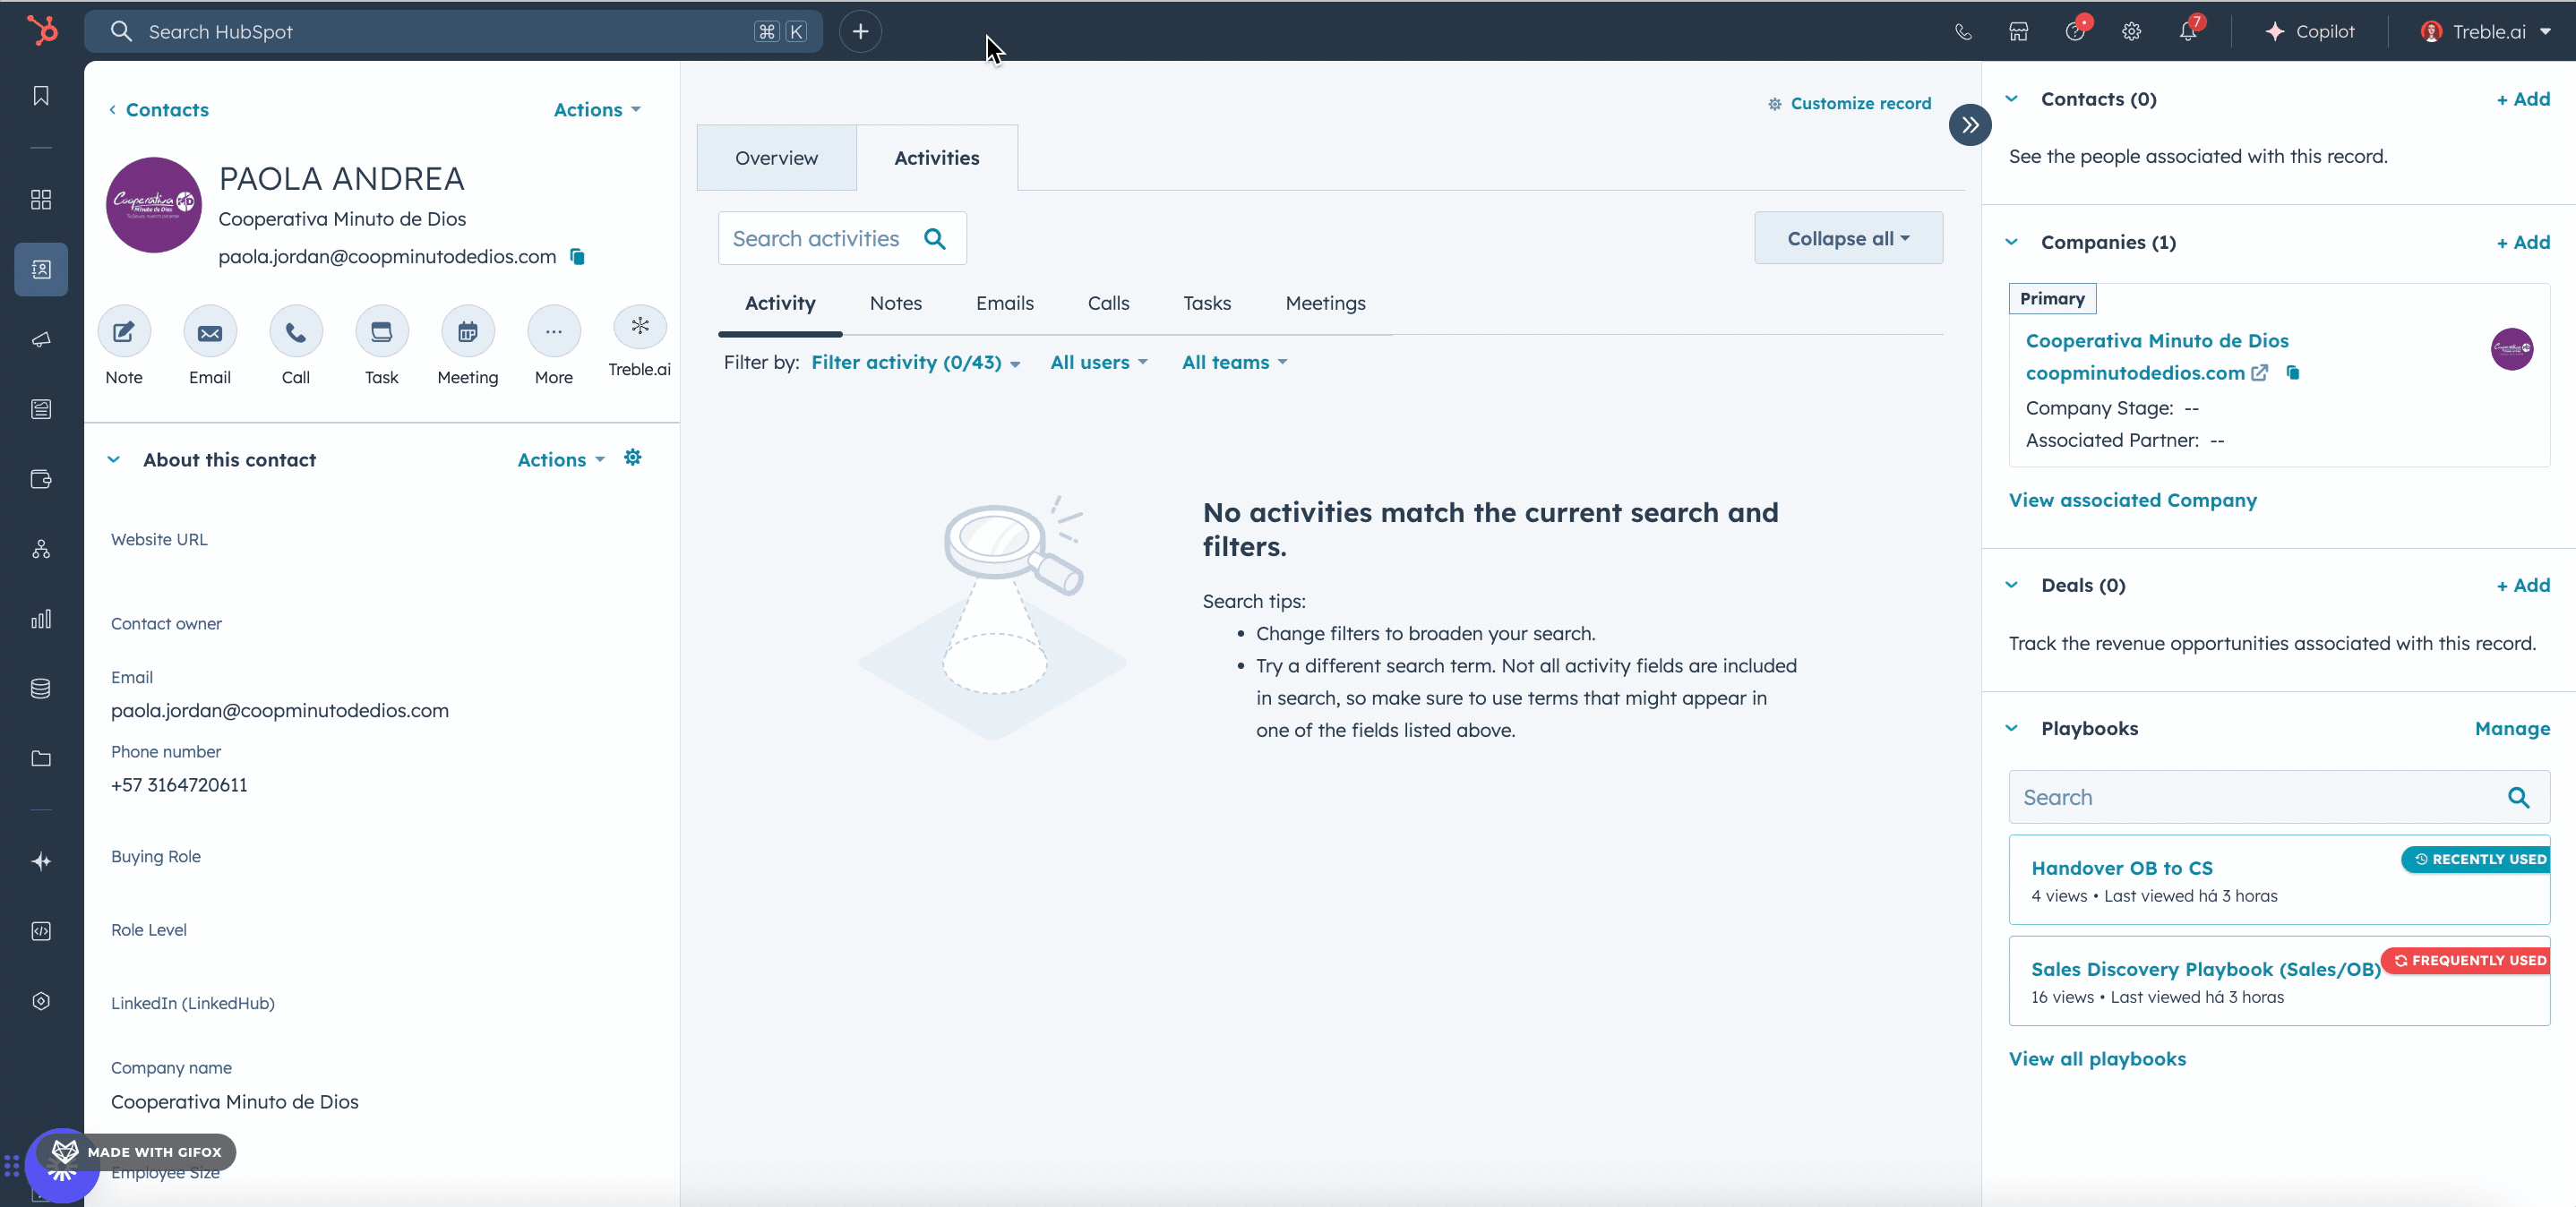 Search HubSpot
⌘ K
7
Copilot
Treble.ai
Contacts
Actions
PAOLA ANDREA
Cooperativa Minuto de Dios
paola.jordan@coopminutodedios.com
Note
Email
Call
Task
Meeting
More
Treble.ai
About this contact
Actions
Website URL
Contact owner
Email
paola.jordan@coopminutodedios.com
Phone number
+57 3164720611
Buying Role
Role Level
LinkedIn (LinkedHub)
Company name
Cooperativa Minuto de Dios
MADE WITH GIFOX
Employee Size
Customize record
Overview
Activities
Search activities
Collapse all
Activity
Notes
Emails
Calls
Tasks
Meetings
Filter by: Filter activity (0/43) All users All teams
No activities match the current search and
filters.
Search tips:
• Change filters to broaden your search.
• Try a different search term. Not all activity fields are included
in search, so make sure to use terms that might appear in
one of the fields listed above.
Contacts (0)
+ Add
See the people associated with this record.
Companies (1)
+ Add
Primary
Cooperativa Minuto de Dios
coopminutodedios.com
Company Stage: --
Associated Partner: --
View associated Company
Deals (0)
+ Add
Track the revenue opportunities associated with this record.
Playbooks
Manage
Search
RECENTLY USED
Handover OB to CS
4 views • Last viewed há 3 horas
FREQUENTLY USED
Sales Discovery Playbook (Sales/OB)
16 views • Last viewed há 3 horas
View all playbooks